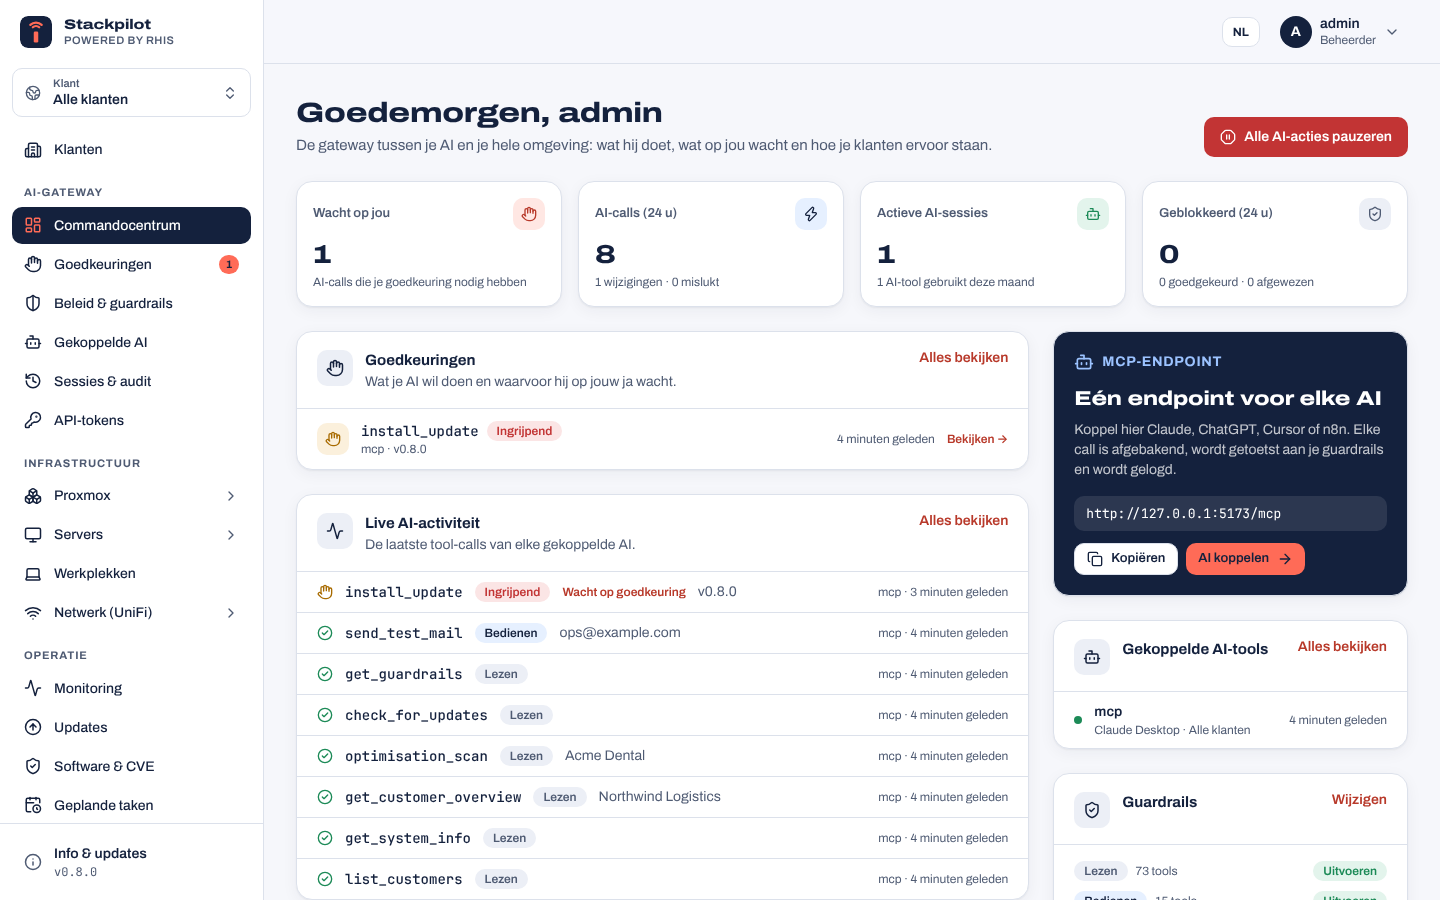 Stackpilot
POWERED BY RHIS
Klant
Alle klanten
Klanten
AI-GATEWAY
Commandocentrum
Goedkeuringen 1
Beleid & guardrails
Gekoppelde AI
Sessies & audit
API-tokens
INFRASTRUCTUUR
Proxmox
Servers
Werkplekken
Netwerk (UniFi)
OPERATIE
Monitoring
Updates
Software & CVE
Geplande taken
Info & updates
v0.8.0
NL
A
admin
Beheerder
Goedemorgen, admin
De gateway tussen je AI en je hele omgeving: wat hij doet, wat op jou wacht en hoe je klanten ervoor staan.
Alle AI-acties pauzeren
Wacht op jou
1
AI-calls die je goedkeuring nodig hebben
AI-calls (24 u)
8
1 wijzigingen · 0 mislukt
Actieve AI-sessies
1
1 AI-tool gebruikt deze maand
Geblokkeerd (24 u)
0
0 goedgekeurd · 0 afgewezen
Goedkeuringen
Wat je AI wil doen en waarvoor hij op jouw ja wacht.
Alles bekijken
install_update Ingrijpend
mcp · v0.8.0
4 minuten geleden Bekijken →
Live AI-activiteit
De laatste tool-calls van elke gekoppelde AI.
Alles bekijken
install_update Ingrijpend Wacht op goedkeuring v0.8.0 mcp · 3 minuten geleden
send_test_mail Bedienen ops@example.com mcp · 4 minuten geleden
get_guardrails Lezen mcp · 4 minuten geleden
check_for_updates Lezen mcp · 4 minuten geleden
optimisation_scan Lezen Acme Dental mcp · 4 minuten geleden
get_customer_overview Lezen Northwind Logistics mcp · 4 minuten geleden
get_system_info Lezen mcp · 4 minuten geleden
list_customers Lezen mcp · 4 minuten geleden
MCP-ENDPOINT
Eén endpoint voor elke AI
Koppel hier Claude, ChatGPT, Cursor of n8n. Elke
call is afgebakend, wordt getoetst aan je guardrails
en wordt gelogd.
http://127.0.0.1:5173/mcp
Kopiëren
AI koppelen →
Gekoppelde AI-tools
Alles bekijken
mcp
Claude Desktop · Alle klanten
4 minuten geleden
Guardrails
Wijzigen
Lezen 73 tools Uitvoeren
Bedienen 15 tools Uitvoeren